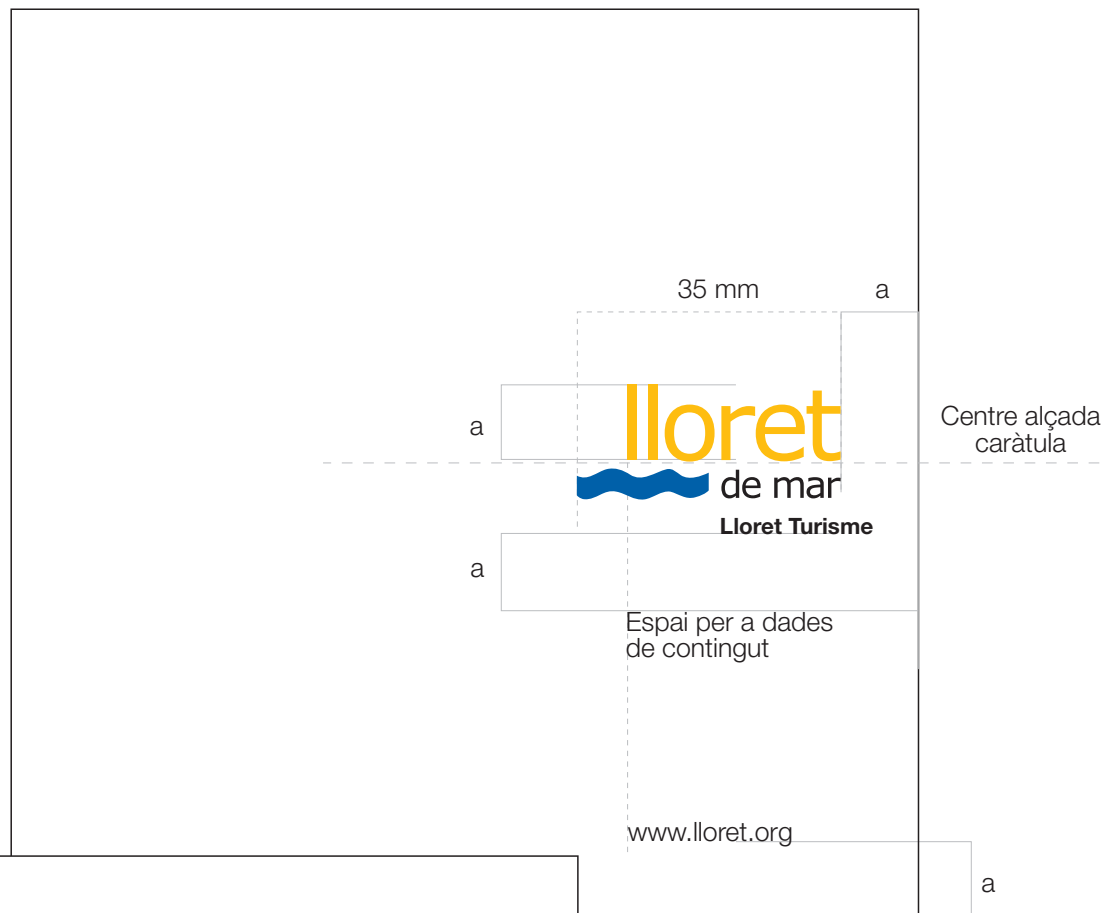 35 mm
a
lloret
a
Centre alçada
caràtula
de mar
Lloret Turisme
a
Espai per a dades
de contingut
www.lloret.org
a